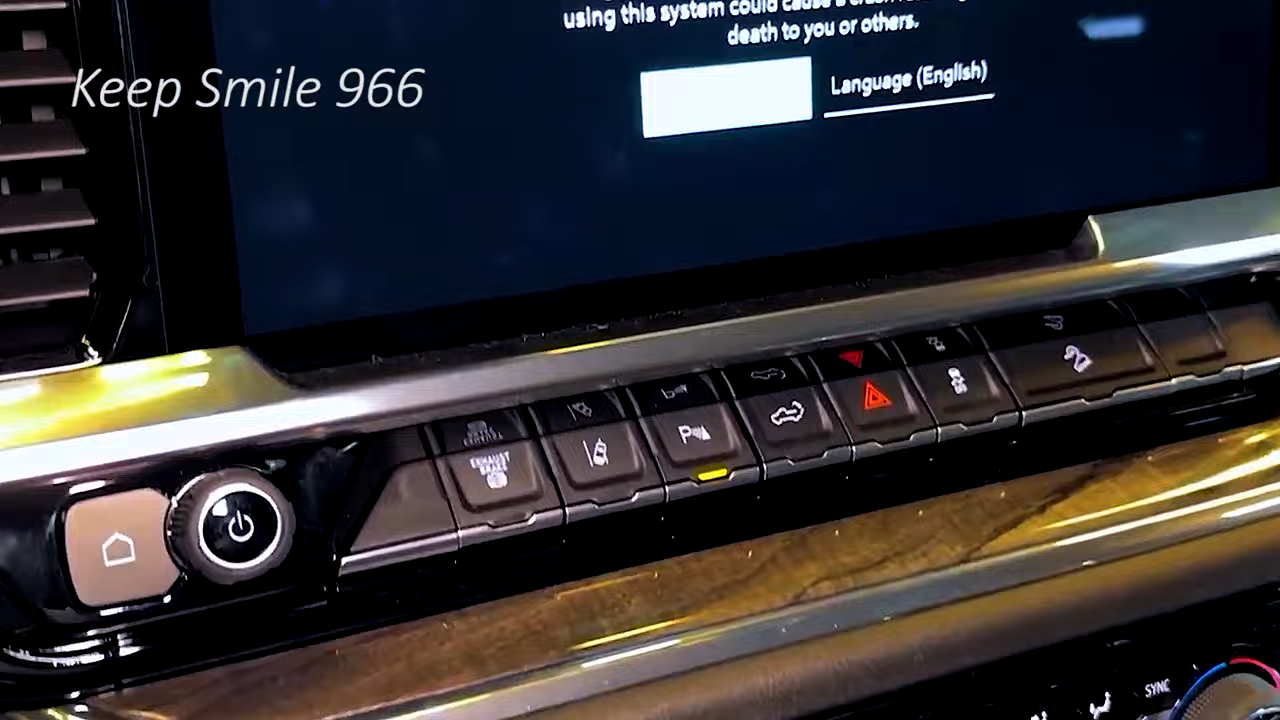 using this system could cause a crash
death to you or others.
Language (English)
Keep Smile 966
EXHAUST
BRAKE
P
SYNC